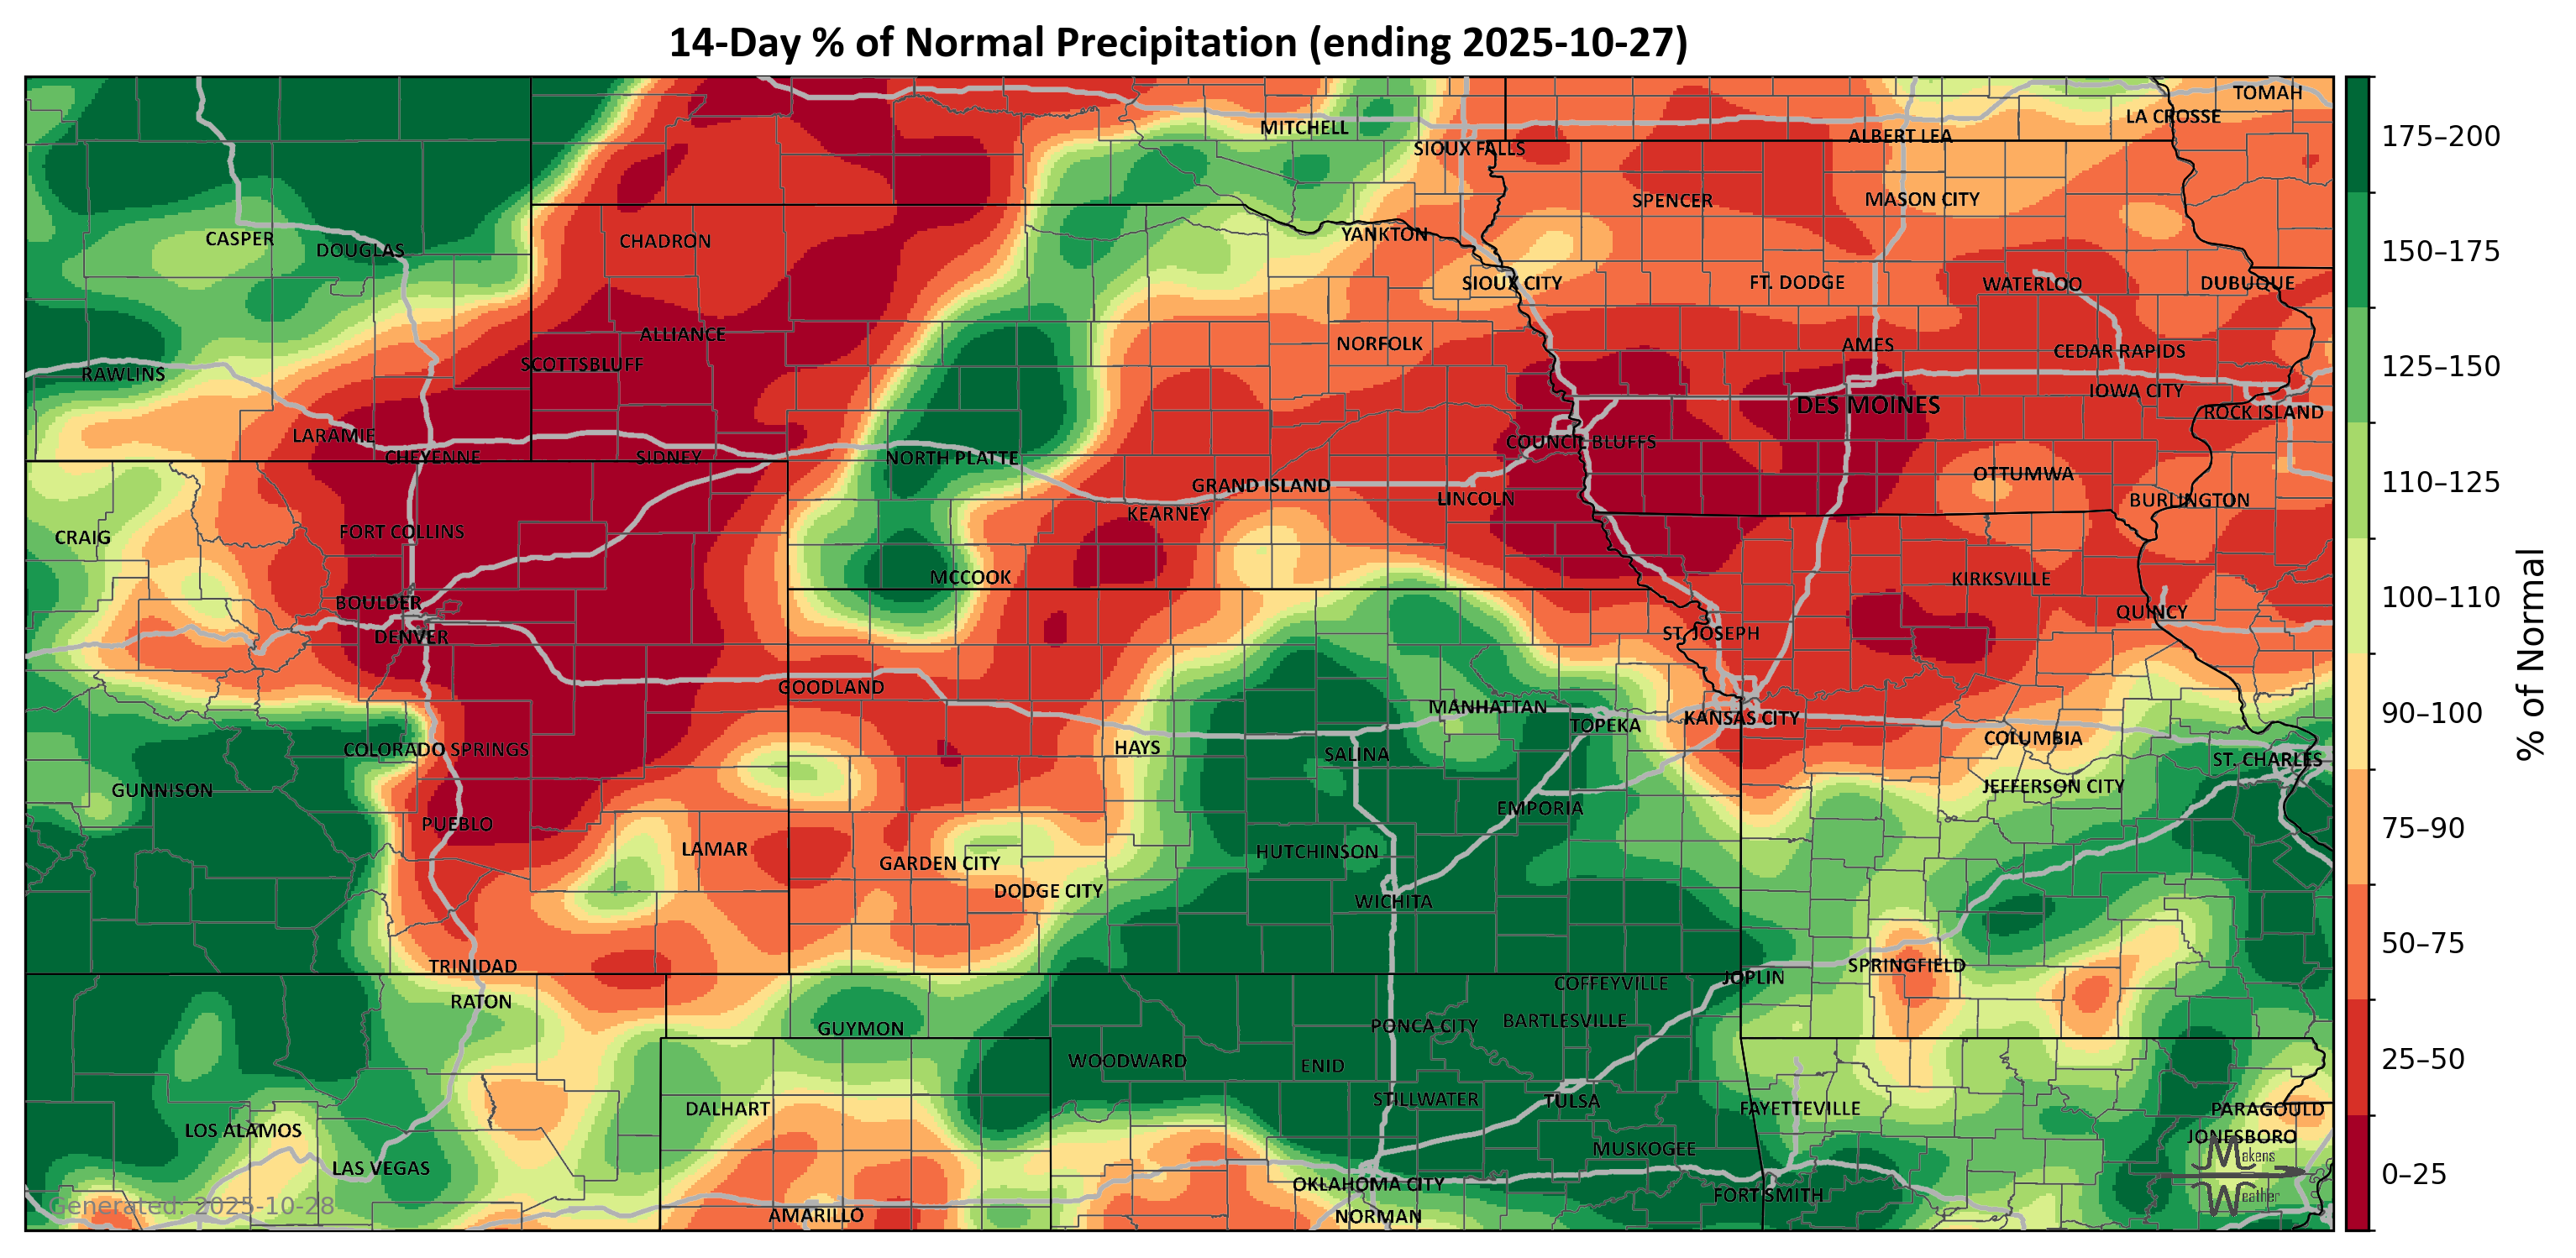 14-Day % of Normal Precipitation (ending 2025-10-27)
TOMAH
LA CROSSE
MITCHELL
ALBERT LEA
SIOUX FALLS
175–200
SPENCER
MASON CITY
CASPER
DOUGLAS
CHADRON
YANKTON
150–175
SIOUX CITY
FT. DODGE
WATERLOO
DUBUQUE
ALLIANCE
NORFOLK
AMES
CEDAR RAPIDS
RAWLINS
SCOTTSBLUFF
125–150
IOWA CITY
DES MOINES
ROCK ISLAND
LARAMIE
COUNCIL BLUFFS
CHEYENNE
SIDNEY
NORTH PLATTE
OTTUMWA
110–125
GRAND ISLAND
LINCOLN
BURLINGTON
KEARNEY
CRAIG
FORT COLLINS
MCCOOK
KIRKSVILLE
100–110
BOULDER
QUINCY
DENVER
ST. JOSEPH
% of Normal
GOODLAND
MANHATTAN
TOPEKA
KANSAS CITY
90–100
COLORADO SPRINGS
HAYS
SALINA
COLUMBIA
ST. CHARLES
GUNNISON
EMPORIA
JEFFERSON CITY
PUEBLO
75–90
LAMAR
GARDEN CITY
HUTCHINSON
DODGE CITY
WICHITA
50–75
TRINIDAD
SPRINGFIELD
RATON
COFFEYVILLE
JOPLIN
GUYMON
PONCA CITY
BARTLESVILLE
WOODWARD
ENID
25–50
DALHART
STILLWATER
TULSA
FAYETTEVILLE
PARAGOULD
LOS ALAMOS
MUSKOGEE
JONESBORO
Makens
LAS VEGAS
0–25
OKLAHOMA CITY
FORT SMITH
Weather
Generated: 2025-10-28
AMARILLO
NORMAN